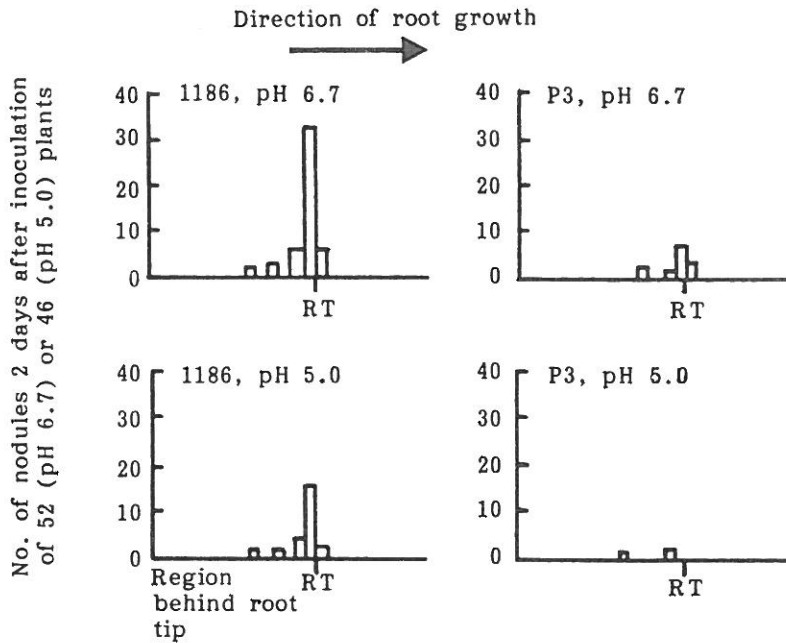 Direction of root growth
No. of nodules 2 days after inoculation
of 52 (pH 6.7) or 46 (pH 5.0) plants
1186, pH 6.7
40
30
20
10
0
RT
P3, pH 6.7
40
30
20
10
0
RT
1186, pH 5.0
40
30
20
10
0
RT
Region
behind root
tip
P3, pH 5.0
40
30
20
10
0
RT